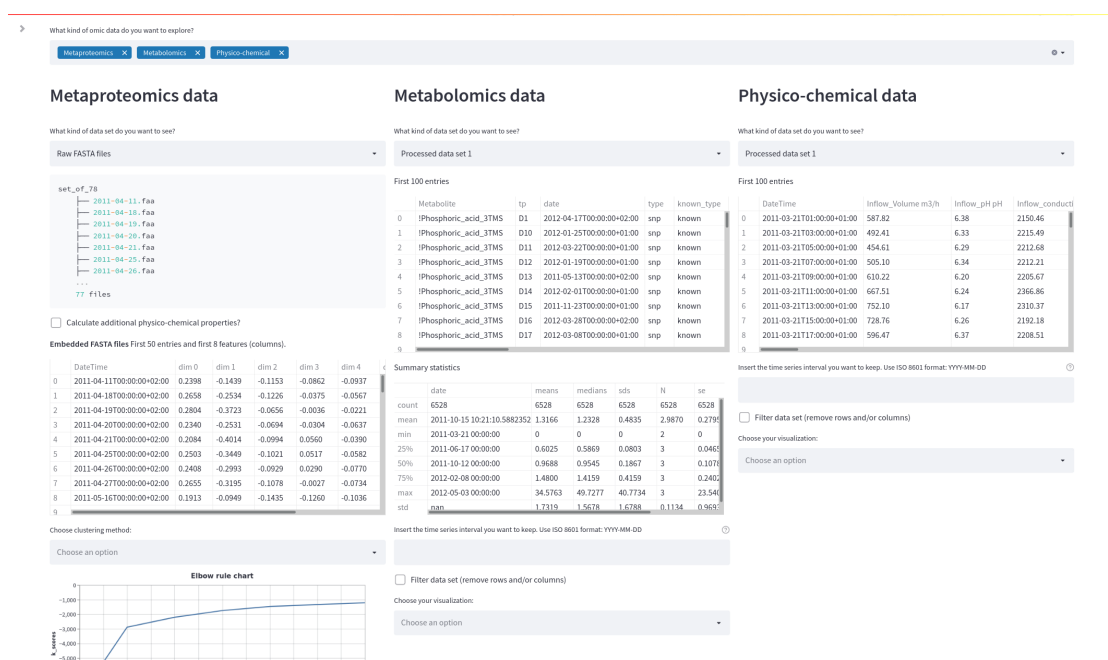 What kind of omic data do you want to explore?
Metaproteomics × Metabolomics × Physico-chemical ×
Metaproteomics data
What kind of data set do you want to see?
Raw FASTA files
set_of_78
├── 2011-04-11.faa
├── 2011-04-18.faa
├── 2011-04-19.faa
├── 2011-04-20.faa
├── 2011-04-21.faa
├── 2011-04-25.faa
├── 2011-04-26.faa
...
77 files
Calculate additional physico-chemical properties?
Embedded FASTA files First 50 entries and first 8 features (columns).
DateTime dim 0 dim 1 dim 2 dim 3 dim 4
0 2011-04-11T00:00:00+02:00 0.2398 -0.1439 -0.1153 -0.0862 -0.0937
1 2011-04-18T00:00:00+02:00 0.2658 -0.2534 -0.1226 -0.0375 -0.0567
2 2011-04-19T00:00:00+02:00 0.2804 -0.3723 -0.0656 -0.0036 -0.0221
3 2011-04-20T00:00:00+02:00 0.2340 -0.2531 -0.0694 -0.0304 -0.0637
4 2011-04-21T00:00:00+02:00 0.2084 -0.4014 -0.0994 0.0560 -0.0390
5 2011-04-25T00:00:00+02:00 0.2503 -0.3449 -0.1021 0.0517 -0.0582
6 2011-04-26T00:00:00+02:00 0.2408 -0.2993 -0.0929 0.0290 -0.0770
7 2011-04-27T00:00:00+02:00 0.2655 -0.3195 -0.1078 -0.0027 -0.0734
8 2011-05-16T00:00:00+02:00 0.1913 -0.0949 -0.1435 -0.1260 -0.1036
9
Choose clustering method:
Choose an option
Elbow rule chart
0
−1,000
−2,000
−3,000
−4,000
−5,000
k_scores
Metabolomics data
What kind of data set do you want to see?
Processed data set 1
First 100 entries
Metabolite tp date type known_type
0 !Phosphoric_acid_3TMS D1 2012-04-17T00:00:00+02:00 snp known
1 !Phosphoric_acid_3TMS D10 2012-01-25T00:00:00+01:00 snp known
2 !Phosphoric_acid_3TMS D11 2012-03-22T00:00:00+01:00 snp known
3 !Phosphoric_acid_3TMS D12 2012-01-19T00:00:00+01:00 snp known
4 !Phosphoric_acid_3TMS D13 2011-05-13T00:00:00+02:00 snp known
5 !Phosphoric_acid_3TMS D14 2012-02-01T00:00:00+01:00 snp known
6 !Phosphoric_acid_3TMS D15 2011-11-23T00:00:00+01:00 snp known
7 !Phosphoric_acid_3TMS D16 2012-03-28T00:00:00+02:00 snp known
8 !Phosphoric_acid_3TMS D17 2012-03-08T00:00:00+01:00 snp known
9
Summary statistics
date means medians sds N se
count 6528 6528 6528 6528 6528 6528
mean 2011-10-15 10:21:10.5882352 1.3166 1.2328 0.4835 2.9870 0.2795
min 2011-03-21 00:00:00 0 0 0 2 0
25% 2011-06-17 00:00:00 0.6025 0.5869 0.0803 3 0.0465
50% 2011-10-12 00:00:00 0.9688 0.9545 0.1867 3 0.1078
75% 2012-02-08 00:00:00 1.4800 1.4159 0.4159 3 0.2402
max 2012-05-03 00:00:00 34.5763 49.7277 40.7734 3 23.540
std nan 1.7319 1.5678 1.6788 0.1134 0.9693
Insert the time series interval you want to keep. Use ISO 8601 format: YYYY-MM-DD
Filter data set (remove rows and/or columns)
Choose your visualization:
Choose an option
Physico-chemical data
What kind of data set do you want to see?
Processed data set 1
First 100 entries
DateTime Inflow_Volume m3/h Inflow_pH pH Inflow_conducti
0 2011-03-21T01:00:00+01:00 587.82 6.38 2150.46
1 2011-03-21T03:00:00+01:00 492.41 6.33 2215.49
2 2011-03-21T05:00:00+01:00 454.61 6.29 2212.68
3 2011-03-21T07:00:00+01:00 505.10 6.34 2212.21
4 2011-03-21T09:00:00+01:00 610.22 6.20 2205.67
5 2011-03-21T11:00:00+01:00 667.51 6.24 2366.86
6 2011-03-21T13:00:00+01:00 752.10 6.17 2310.37
7 2011-03-21T15:00:00+01:00 728.76 6.26 2192.18
8 2011-03-21T17:00:00+01:00 596.47 6.37 2208.51
9
Insert the time series interval you want to keep. Use ISO 8601 format: YYYY-MM-DD
Filter data set (remove rows and/or columns)
Choose your visualization:
Choose an option